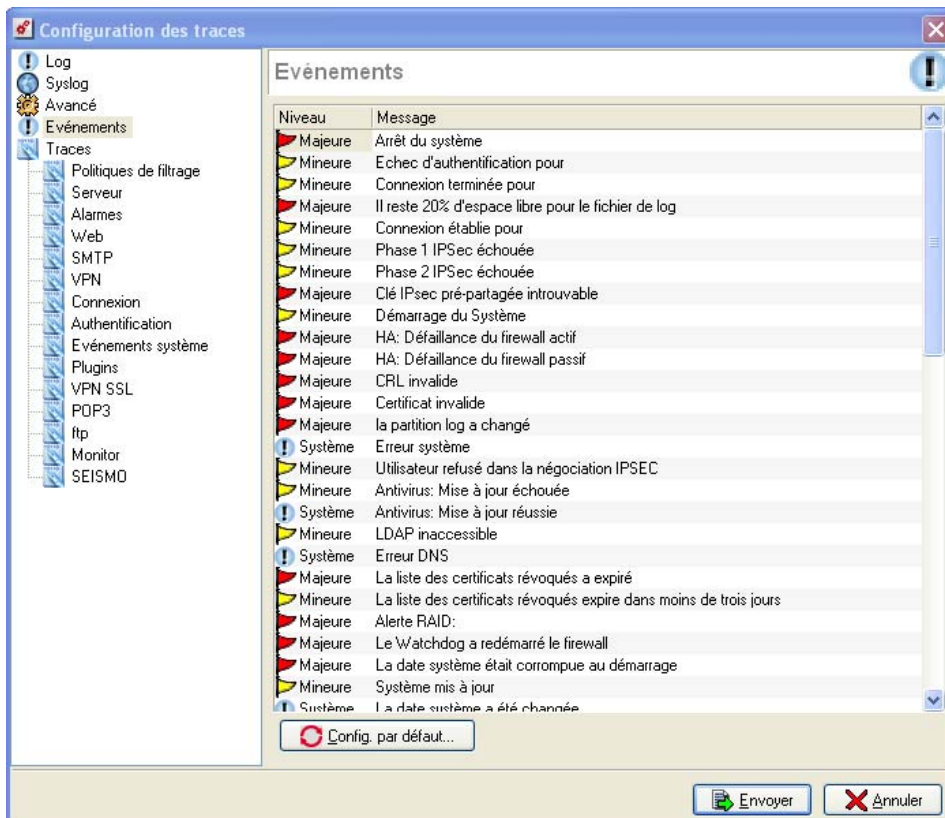 Configuration des traces
Log
Syslog
Avancé
Evénements
Traces
Politiques de filtrage
Serveur
Alarmes
Web
SMTP
VPN
Connexion
Authentification
Evénements système
Plugins
VPN SSL
POP3
ftp
Monitor
SEISMO
Evénements
Niveau Message
Majeure Arrêt du système
Mineure Echec d'authentification pour
Mineure Connexion terminée pour
Majeure Il reste 20% d'espace libre pour le fichier de log
Mineure Connexion établie pour
Mineure Phase 1 IPSec échouée
Mineure Phase 2 IPSec échouée
Majeure Clé IPsec pré-partagée introuvable
Mineure Démarrage du Système
Majeure HA: Défaillance du firewall actif
Majeure HA: Défaillance du firewall passif
Majeure CRL invalide
Majeure Certificat invalide
Majeure la partition log a changé
Système Erreur système
Mineure Utilisateur refusé dans la négociation IPSEC
Mineure Antivirus: Mise à jour échouée
Système Antivirus: Mise à jour réussie
Mineure LDAP inaccessible
Système Erreur DNS
Majeure La liste des certificats révoqués a expiré
Mineure La liste des certificats révoqués expire dans moins de trois jours
Majeure Alerte RAID:
Majeure Le Watchdog a redémarré le firewall
Majeure La date système était corrompue au démarrage
Mineure Système mis à jour
Système La date système a été changée
Config. par défaut...
Envoyer Annuler